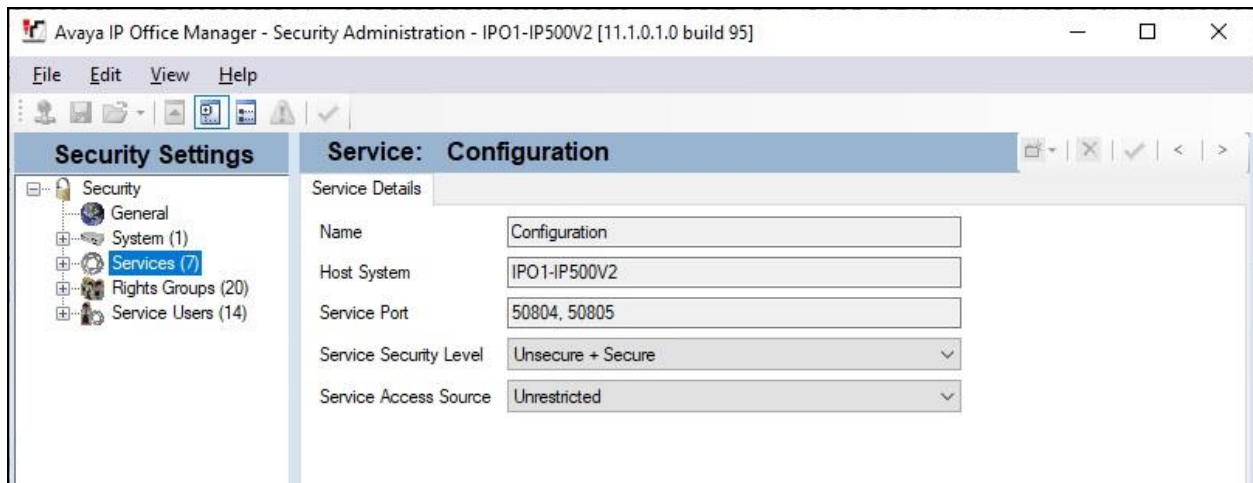 Avaya IP Office Manager - Security Administration - IPO1-IP500V2 [11.1.0.1.0 build 95]
File Edit View Help
Security Settings
Security
General
System (1)
Services (7)
Rights Groups (20)
Service Users (14)
Service: Configuration
Service Details
Name Configuration
Host System IPO1-IP500V2
Service Port 50804, 50805
Service Security Level Unsecure + Secure
Service Access Source Unrestricted